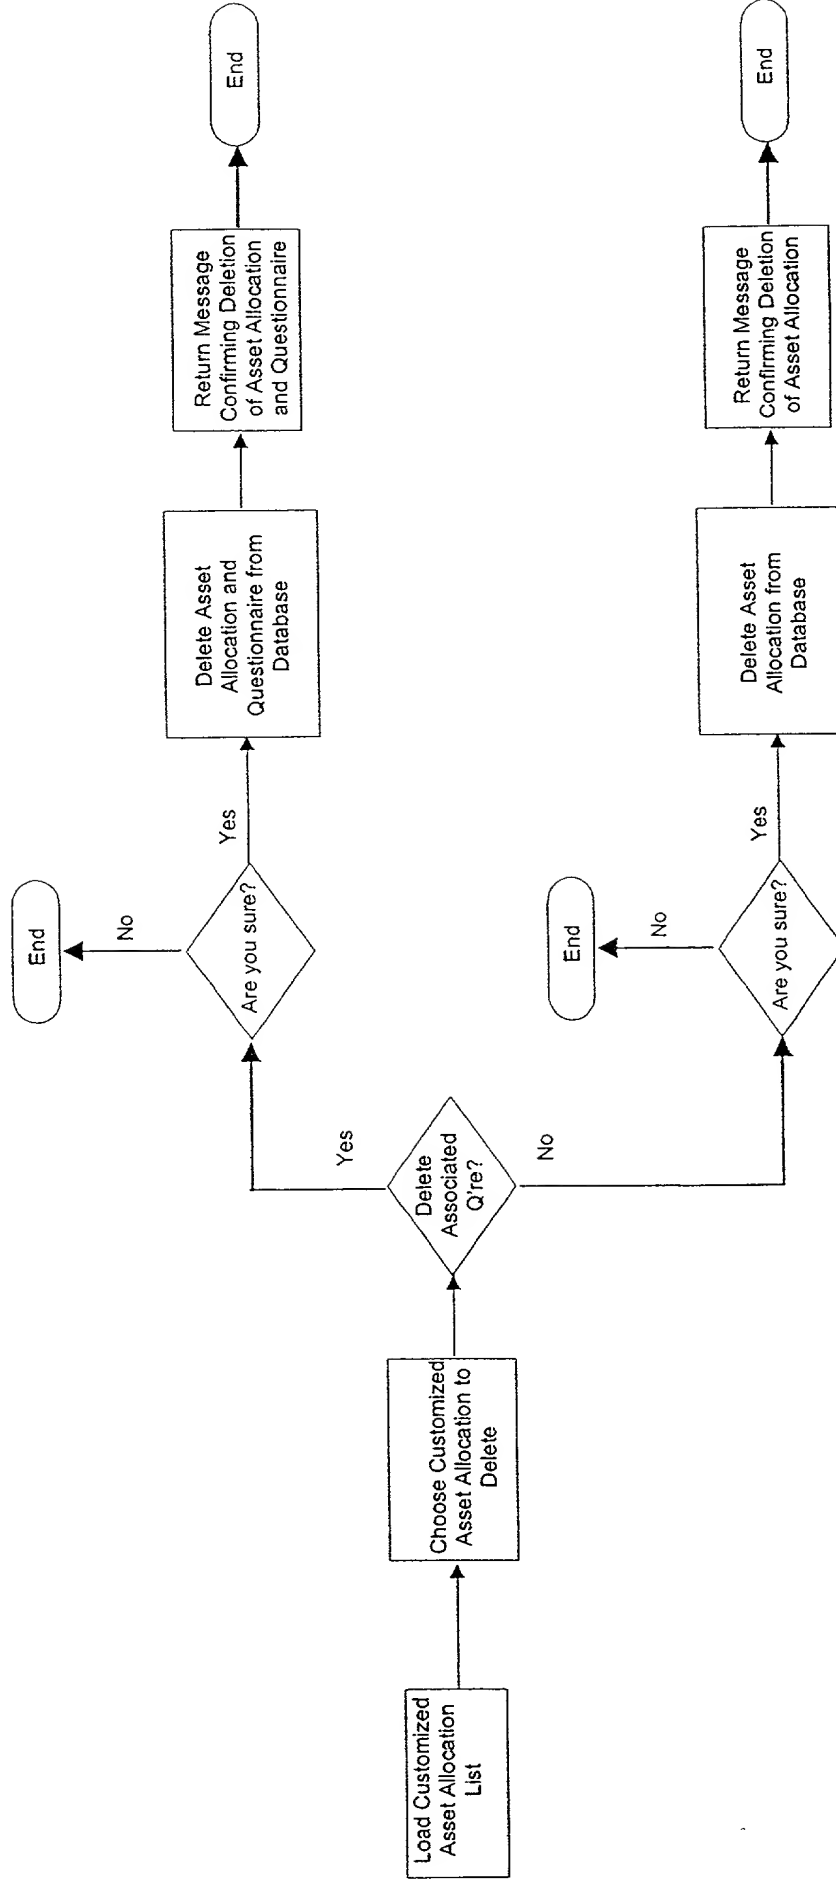 Load Customized
Asset Allocation
List
Choose Customized
Asset Allocation to
Delete
Delete
Associated
Q're?
Yes
No
Are you sure?
No
End
Yes
Delete Asset
Allocation and
Questionnaire from
Database
Return Message
Confirming Deletion
of Asset Allocation
and Questionnaire
End
Are you sure?
No
End
Yes
Delete Asset
Allocation from
Database
Return Message
Confirming Deletion
of Asset Allocation
End